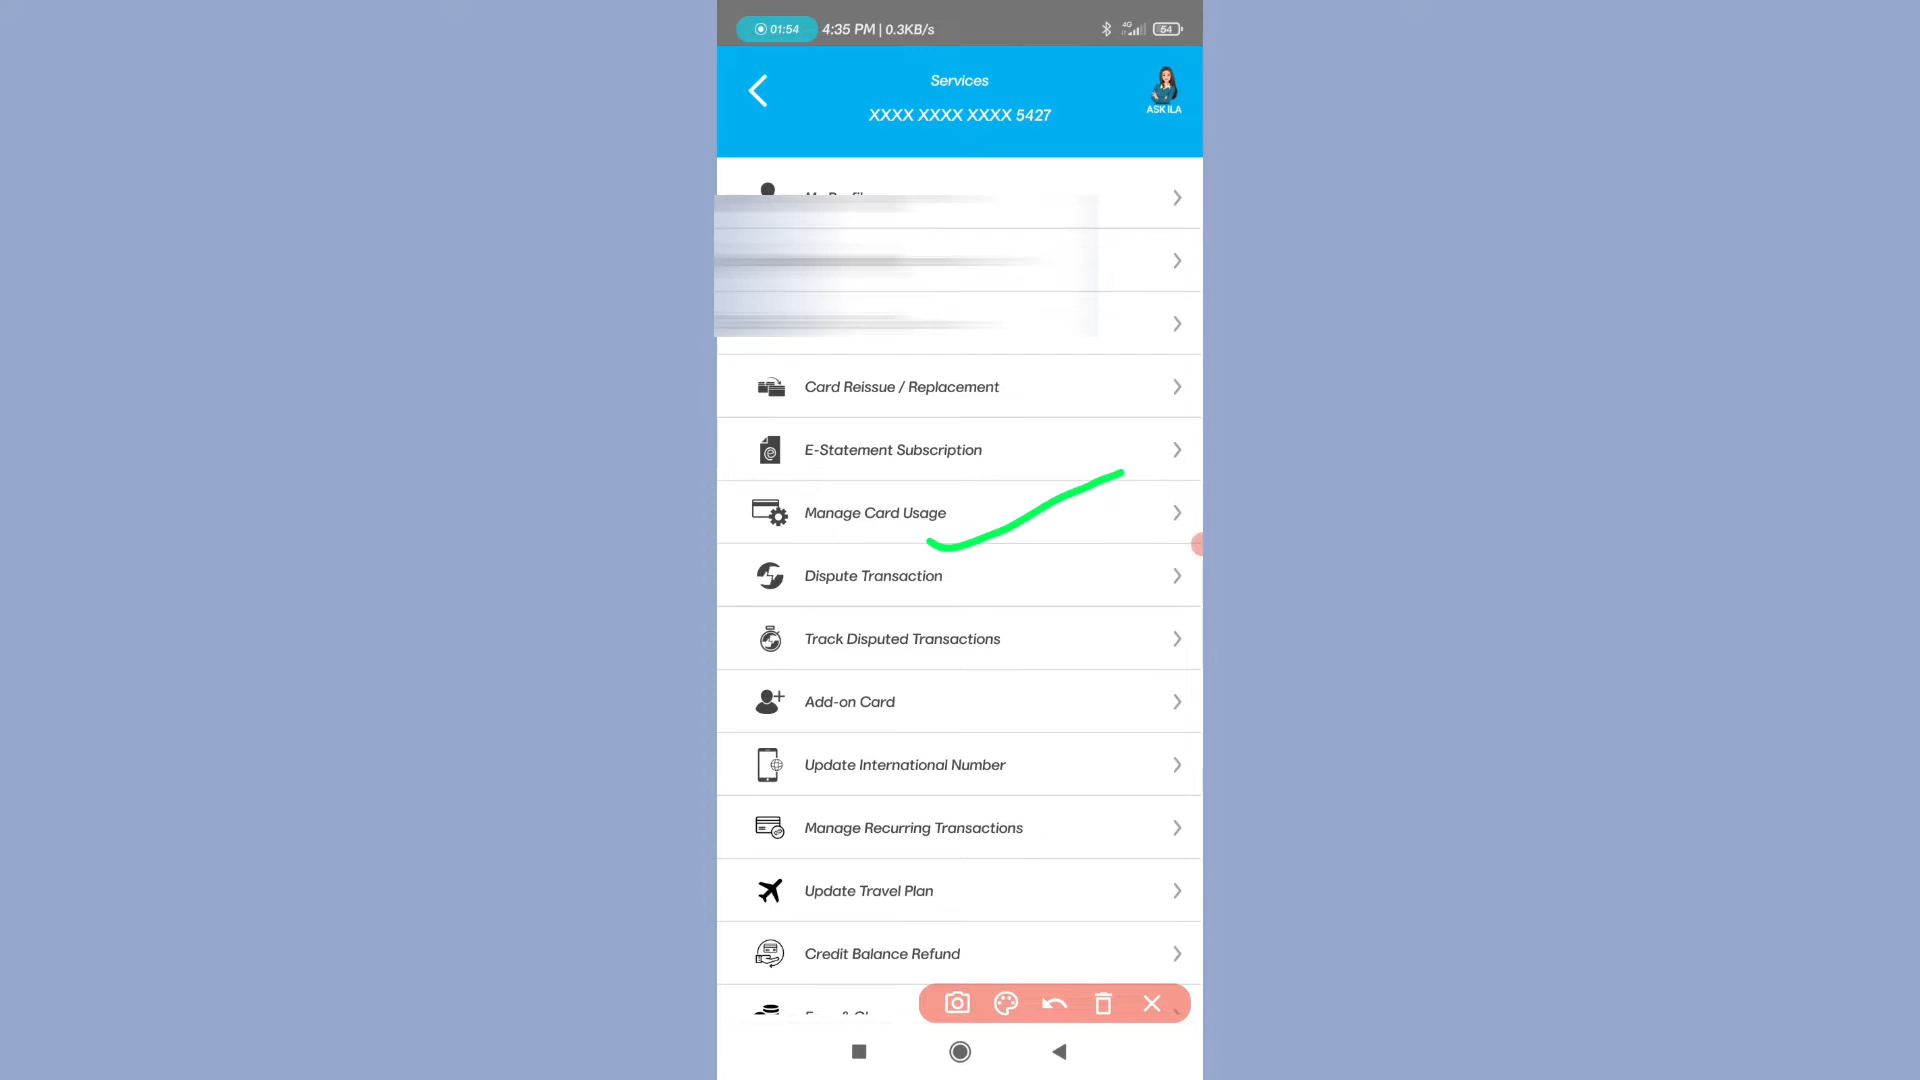 01:54 4:35 PM | 0.3KB/s 4G 54
Services
XXXX XXXX XXXX 5427
ASK ILA
Card Reissue / Replacement
E-Statement Subscription
Manage Card Usage
Dispute Transaction
Track Disputed Transactions
Add-on Card
Update International Number
Manage Recurring Transactions
Update Travel Plan
Credit Balance Refund